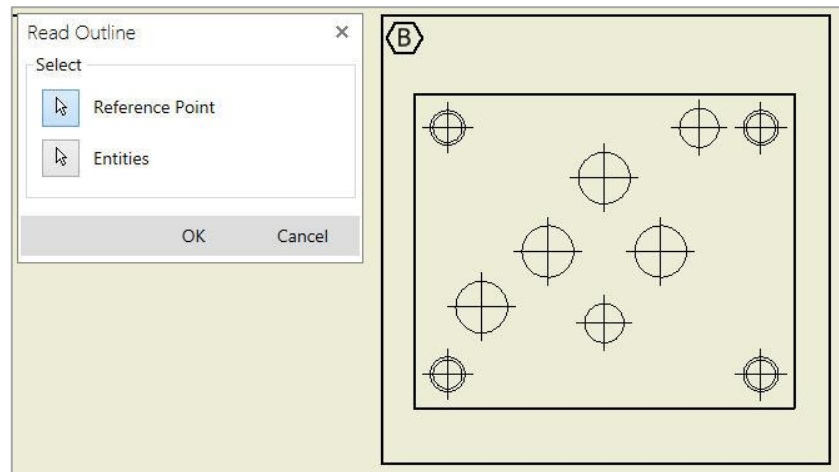 Read Outline
Select
Reference Point
Entities
OK
Cancel
B